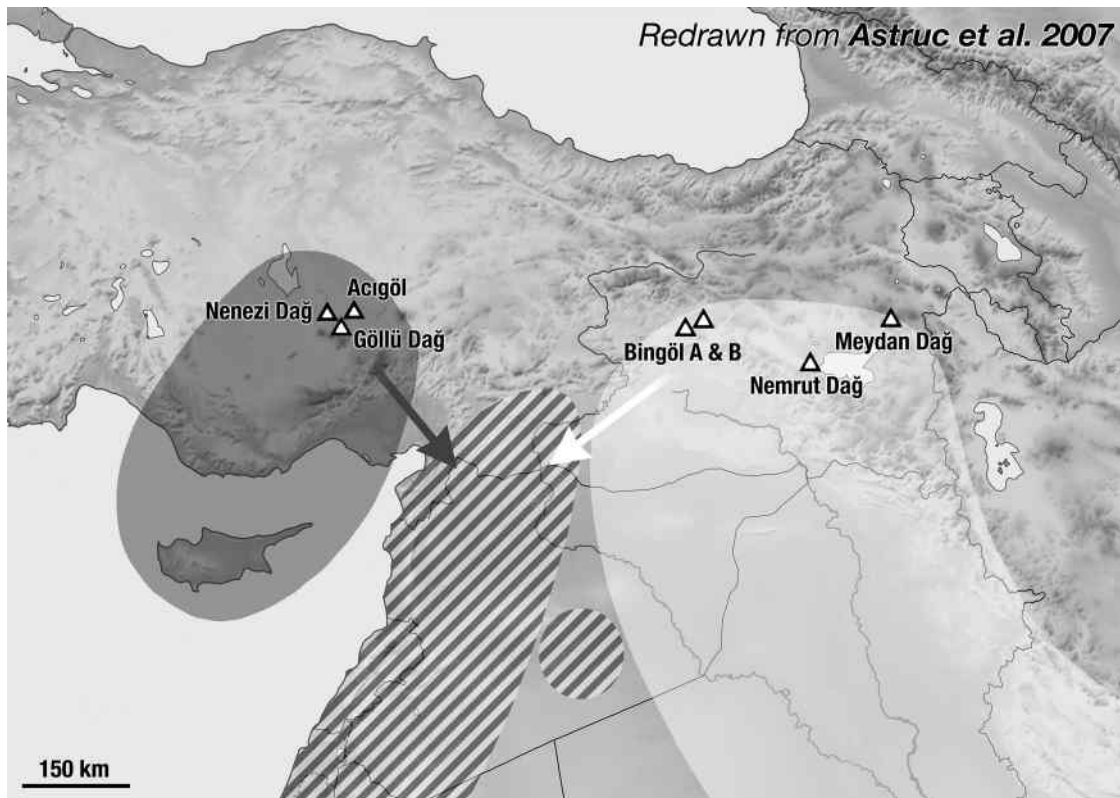 Redrawn from Astruc et al. 2007
Acıgöl
Nenezi Dağ
Göllü Dağ
Bingöl A & B
Meydan Dağ
Nemrut Dağ
150 km